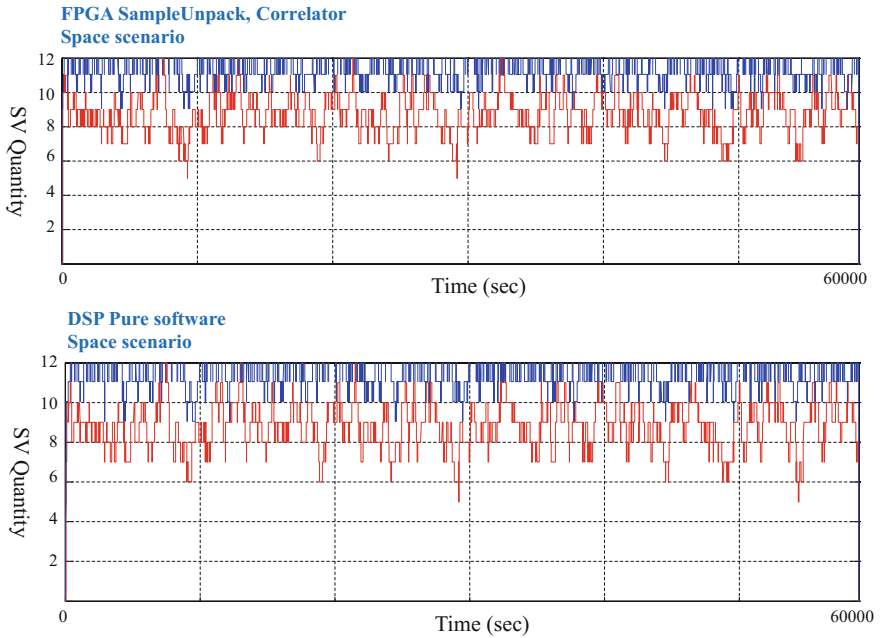 FPGA SampleUnpack, Correlator
Space scenario
12
10
8
6
4
2
SV Quantity
0
60000
Time (sec)
DSP Pure software
Space scenario
12
10
8
6
4
2
SV Quantity
0
60000
Time (sec)